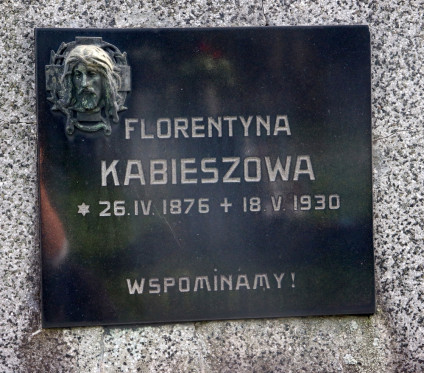 FLORENTYNA
KABIESZOWA
* 26.IV.1876 + 18.V.1930
WSPOMINAMY!